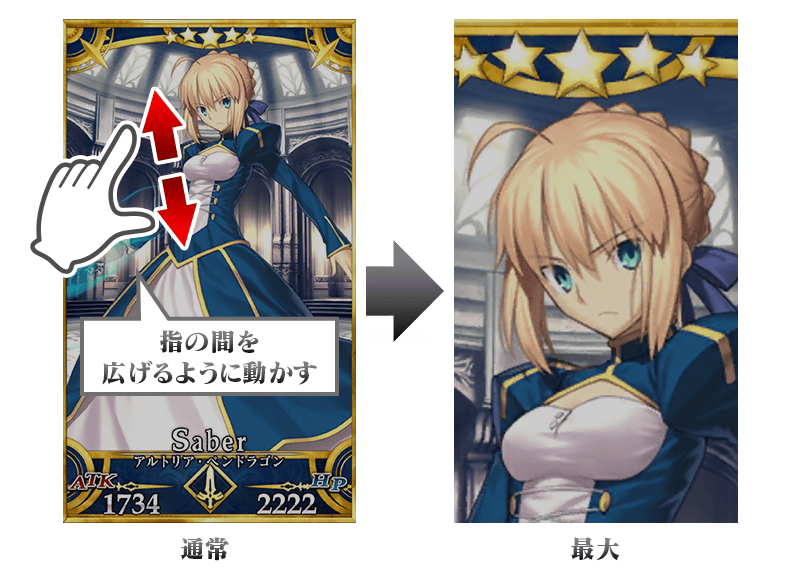 指の間を
広げるように動かす
Saber
アルトリア・ペンドラゴン
ATK
1734
2222
HP
通常
最大